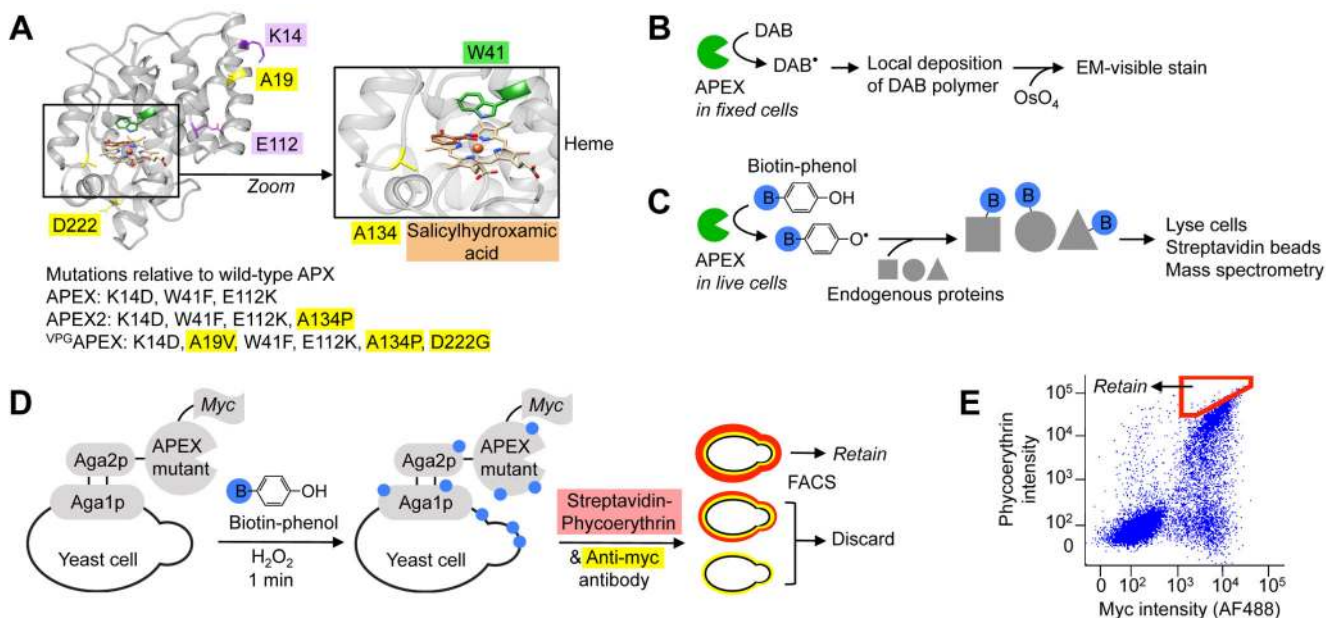 A
K14
A19
W41
E112
Heme
Zoom
D222
A134
Salicylhydroxamic
acid
Mutations relative to wild-type APX
APEX: K14D, W41F, E112K
APEX2: K14D, W41F, E112K, A134P
VPGAPEX: K14D, A19V, W41F, E112K, A134P, D222G
B
DAB
DAB•
APEX
in fixed cells
Local deposition
of DAB polymer
OsO4
EM-visible stain
C
Biotin-phenol
B
OH
B
O•
APEX
in live cells
Endogenous proteins
B
B
B
Lyse cells
Streptavidin beads
Mass spectrometry
D
Myc
APEX
mutant
Aga2p
Aga1p
Yeast cell
B
OH
Biotin-phenol
H2O2
1 min
Myc
APEX
mutant
Aga2p
Aga1p
Yeast cell
Streptavidin-
Phycoerythrin
& Anti-myc
antibody
Retain
FACS
Discard
E
Retain
Phycoerythrin
intensity
10^5
10^4
10^3
10^2
0
0 10^2 10^3 10^4 10^5
Myc intensity (AF488)